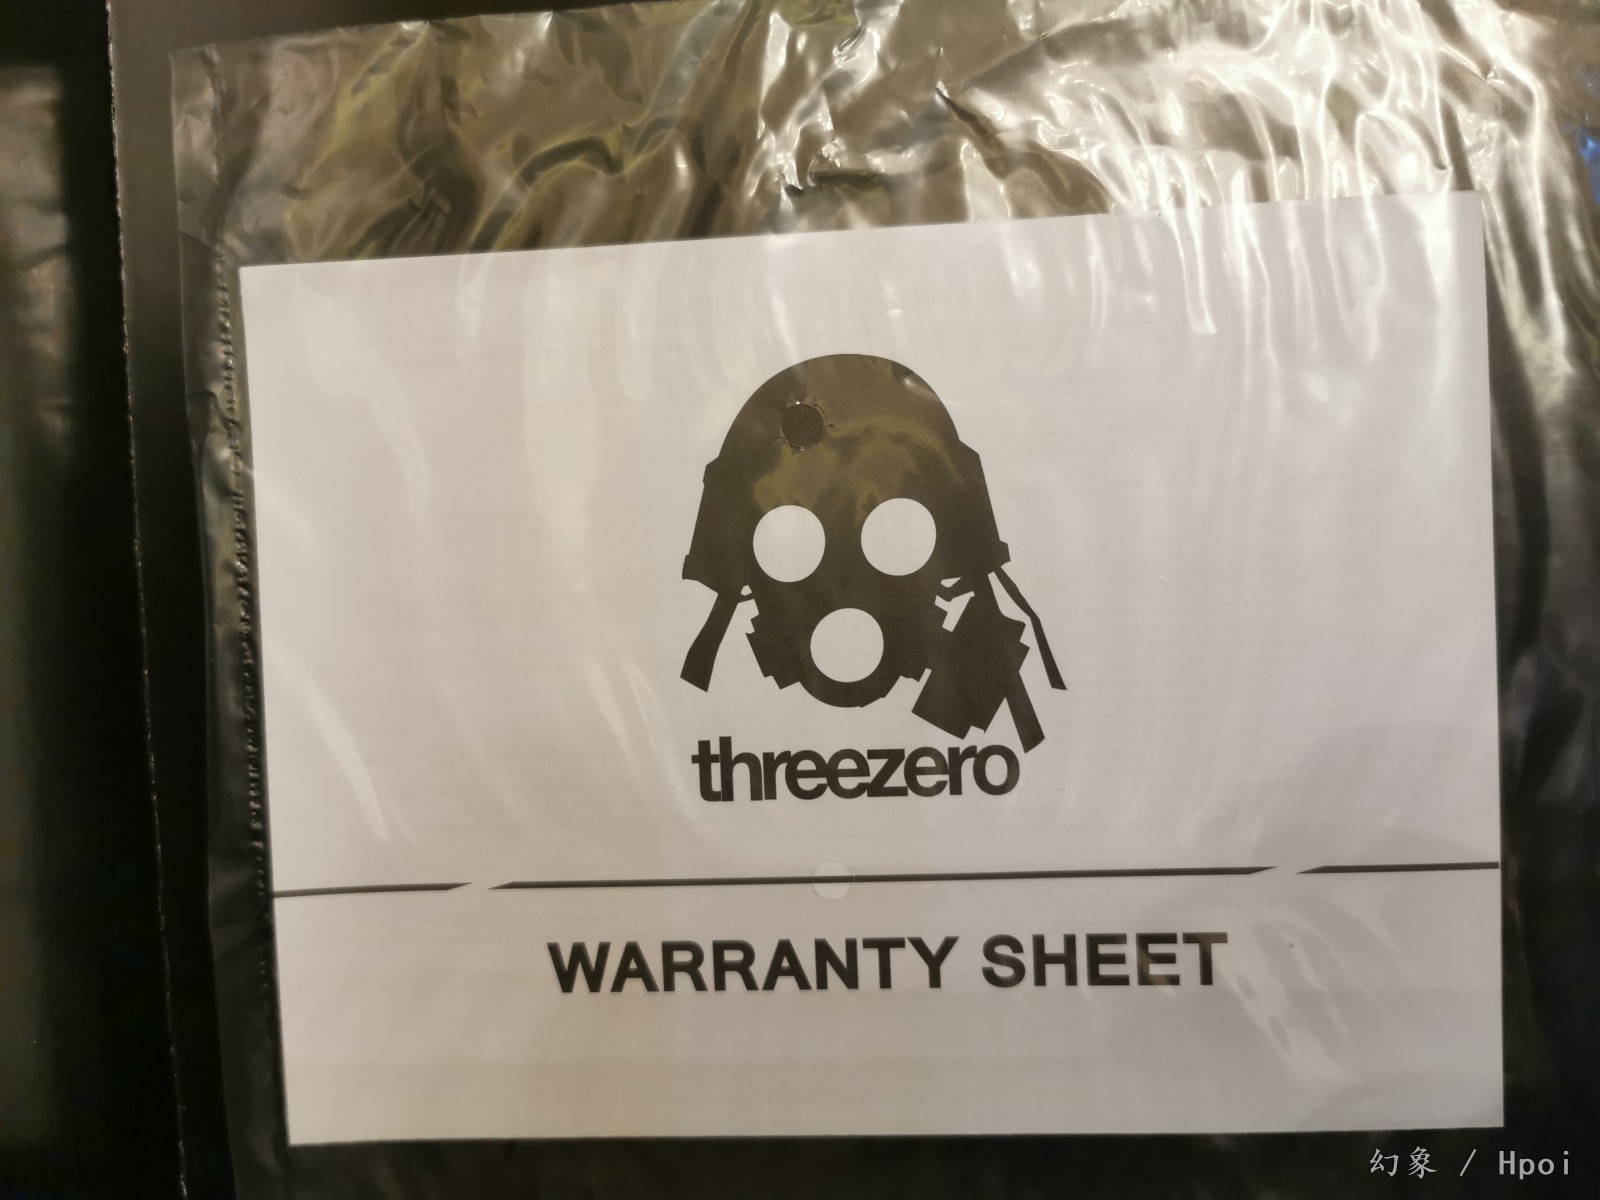 threezero
WARRANTY SHEET
幻象 / Hpoi